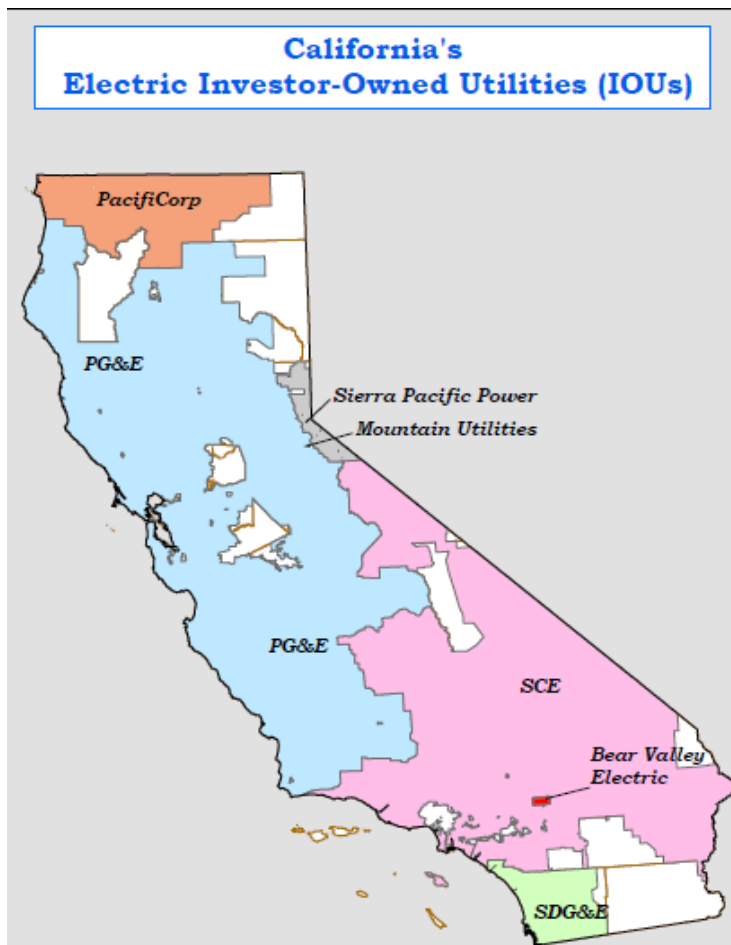 California's
Electric Investor-Owned Utilities (IOUs)
PacifiCorp
PG&E
Sierra Pacific Power
Mountain Utilities
PG&E
SCE
Bear Valley
Electric
SDG&E